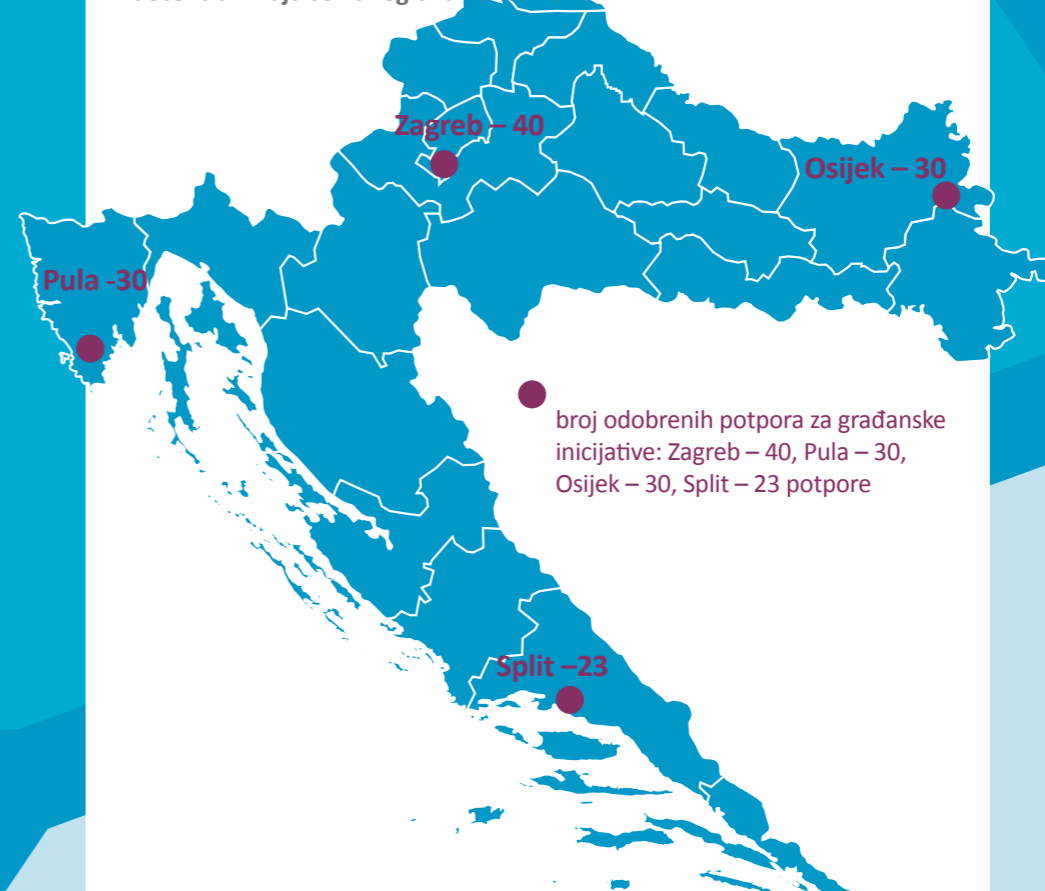 Zagreb – 40
Osijek – 30
Pula -30
broj odobrenih potpora za građanske
inicijative: Zagreb – 40, Pula – 30,
Osijek – 30, Split – 23 potpore
Split –23